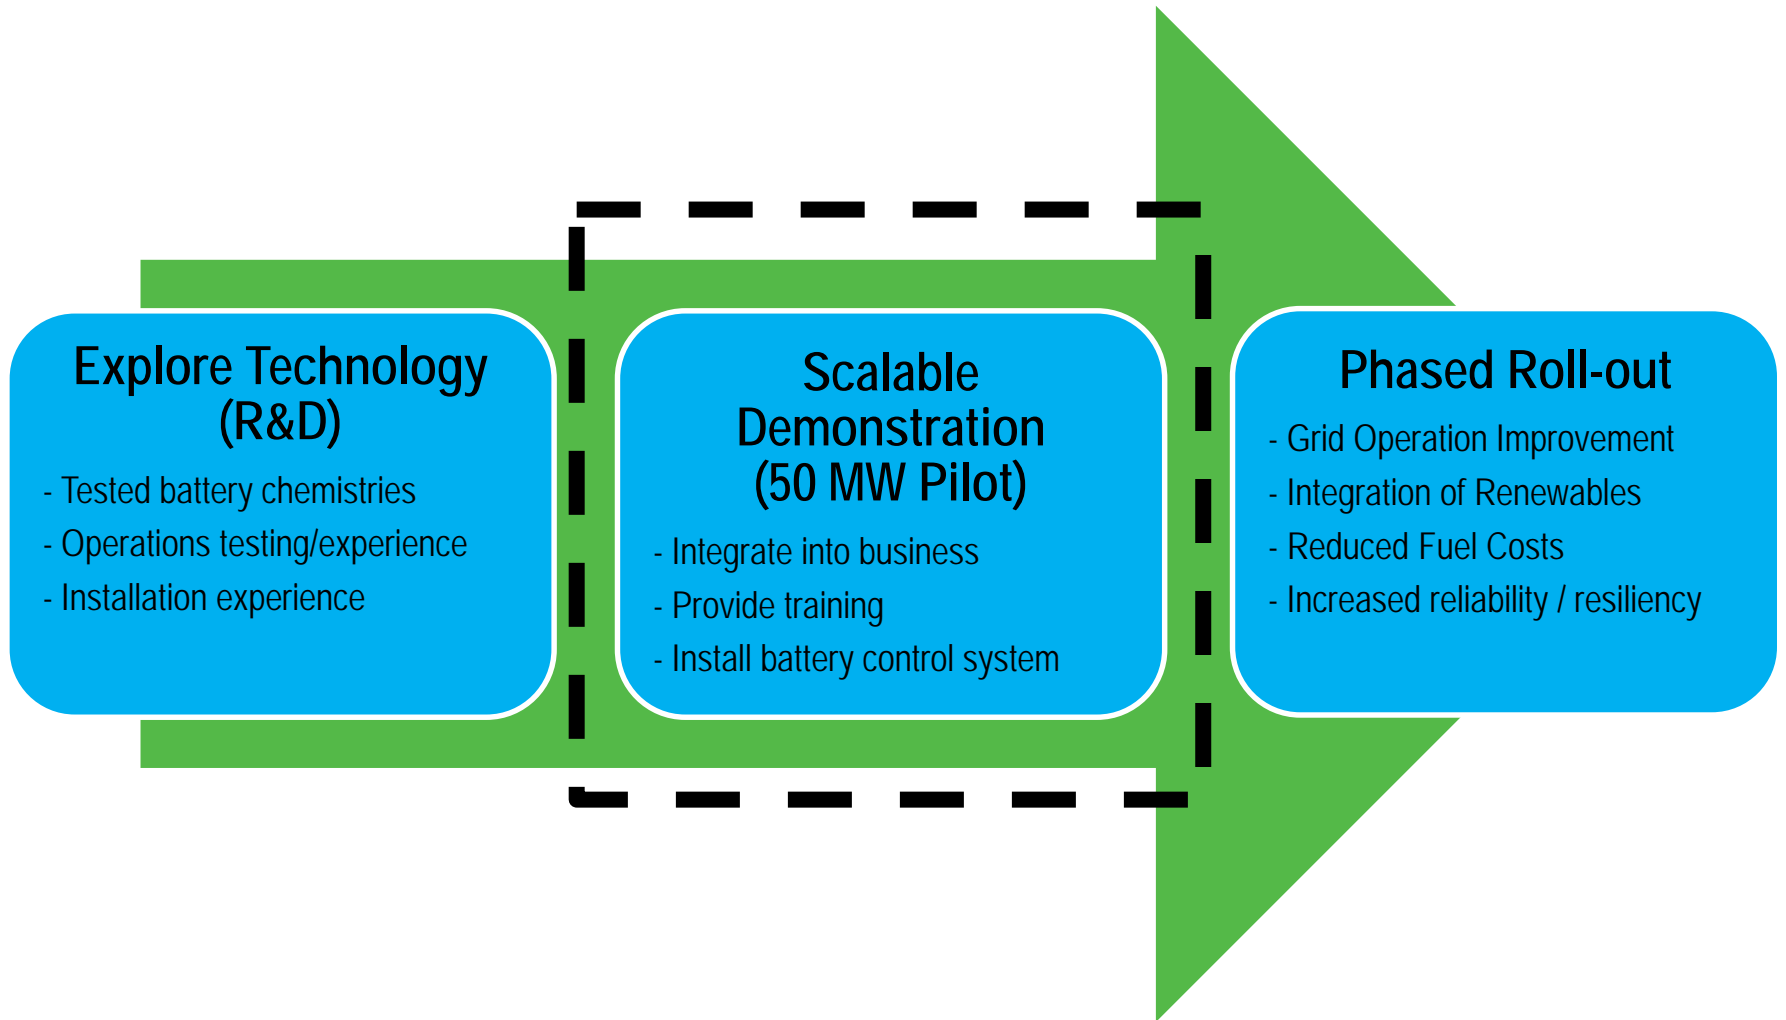 Explore Technology
(R&D)
- Tested battery chemistries
- Operations testing/experience
- Installation experience
Scalable
Demonstration
(50 MW Pilot)
- Integrate into business
- Provide training
- Install battery control system
Phased Roll-out
- Grid Operation Improvement
- Integration of Renewables
- Reduced Fuel Costs
- Increased reliability / resiliency